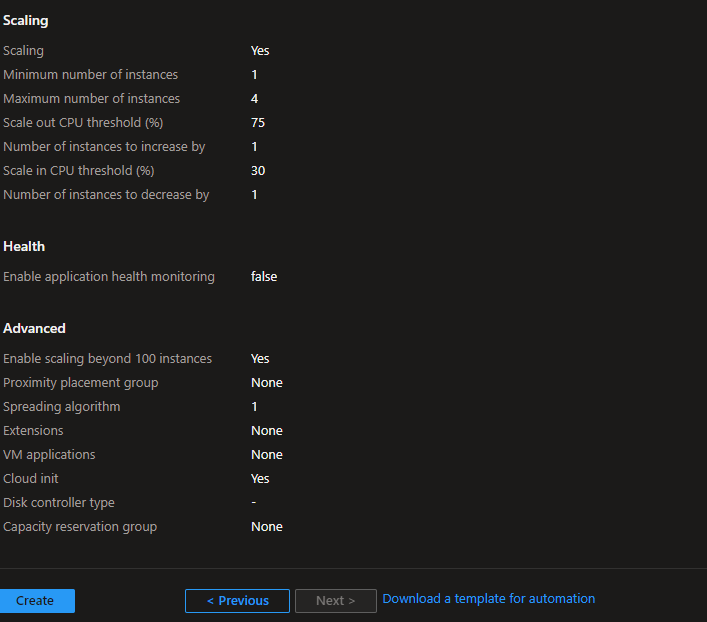 Scaling
Scaling Yes
Minimum number of instances 1
Maximum number of instances 4
Scale out CPU threshold (%) 75
Number of instances to increase by 1
Scale in CPU threshold (%) 30
Number of instances to decrease by 1
Health
Enable application health monitoring false
Advanced
Enable scaling beyond 100 instances Yes
Proximity placement group None
Spreading algorithm 1
Extensions None
VM applications None
Cloud init Yes
Disk controller type -
Capacity reservation group None
Create < Previous Next > Download a template for automation